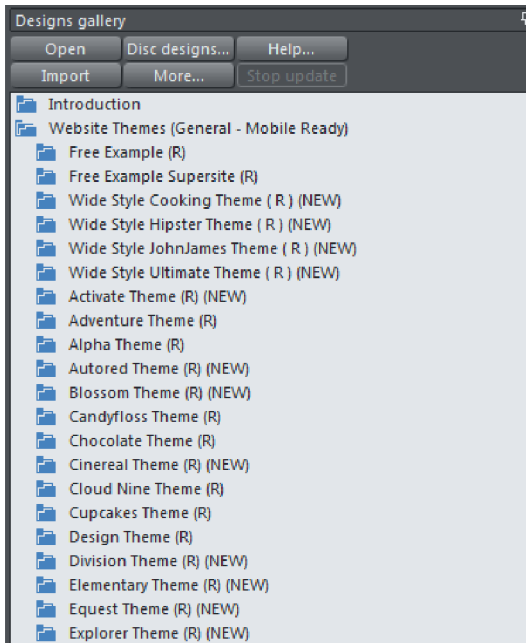 Designs gallery
Open Disc designs... Help...
Import More... Stop update
Introduction
Website Themes (General - Mobile Ready)
Free Example (R)
Free Example Supersite (R)
Wide Style Cooking Theme ( R ) (NEW)
Wide Style Hipster Theme ( R ) (NEW)
Wide Style JohnJames Theme ( R ) (NEW)
Wide Style Ultimate Theme ( R ) (NEW)
Activate Theme (R) (NEW)
Adventure Theme (R)
Alpha Theme (R)
Autored Theme (R) (NEW)
Blossom Theme (R) (NEW)
Candyfloss Theme (R)
Chocolate Theme (R)
Cinereal Theme (R) (NEW)
Cloud Nine Theme (R)
Cupcakes Theme (R)
Design Theme (R)
Division Theme (R) (NEW)
Elementary Theme (R) (NEW)
Equest Theme (R) (NEW)
Explorer Theme (R) (NEW)